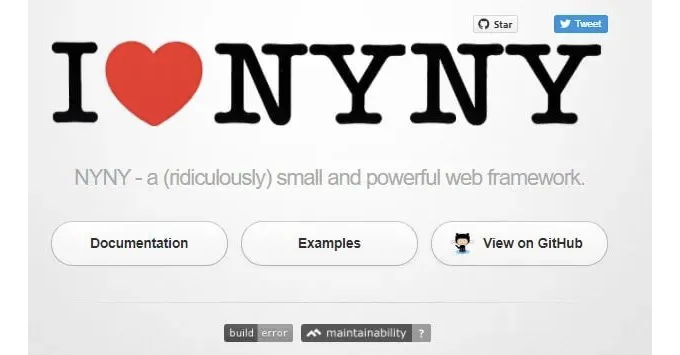 Star Tweet
I NYNY
NYNY - a (ridiculously) small and powerful web framework.
Documentation Examples View on GitHub
build error maintainability ?